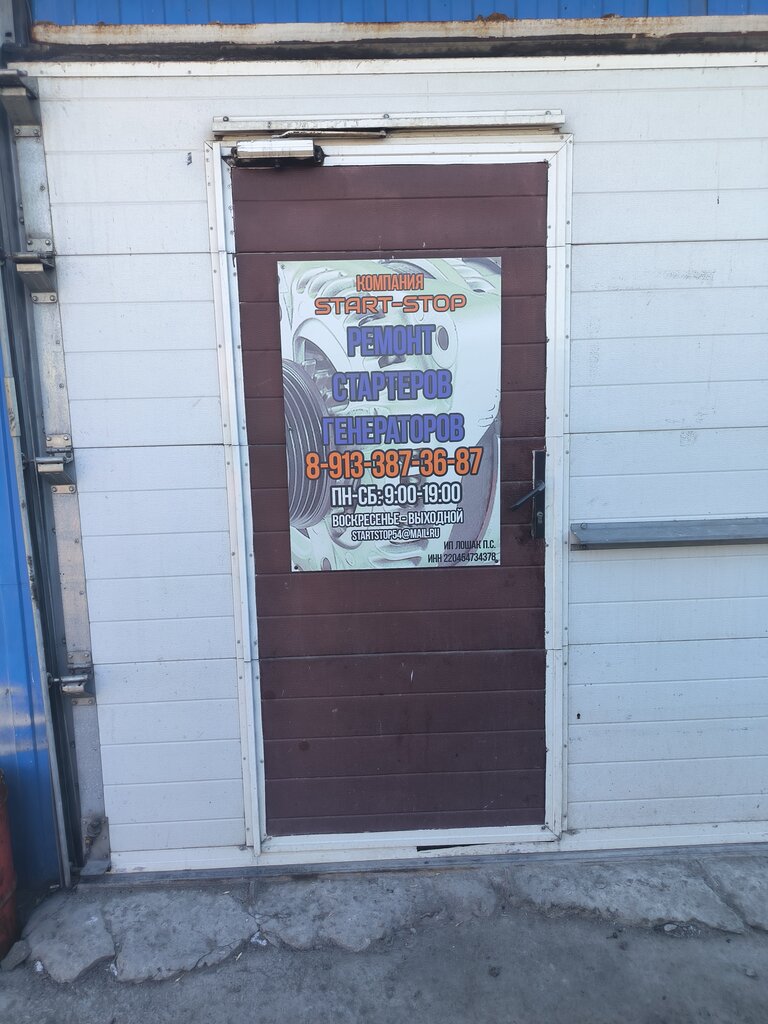 КОМПАНИЯ
START-STOP
РЕМОНТ
СТАРТЕРОВ
ГЕНЕРАТОРОВ
8-913-387-36-87
ПН-СБ: 9:00-19:00
ВОСКРЕСЕНЬЕ - ВЫХОДНОЙ
STARTSTOP54@MAIL.RU
ИП ЛОШАК П.С.
ИНН 220454734378